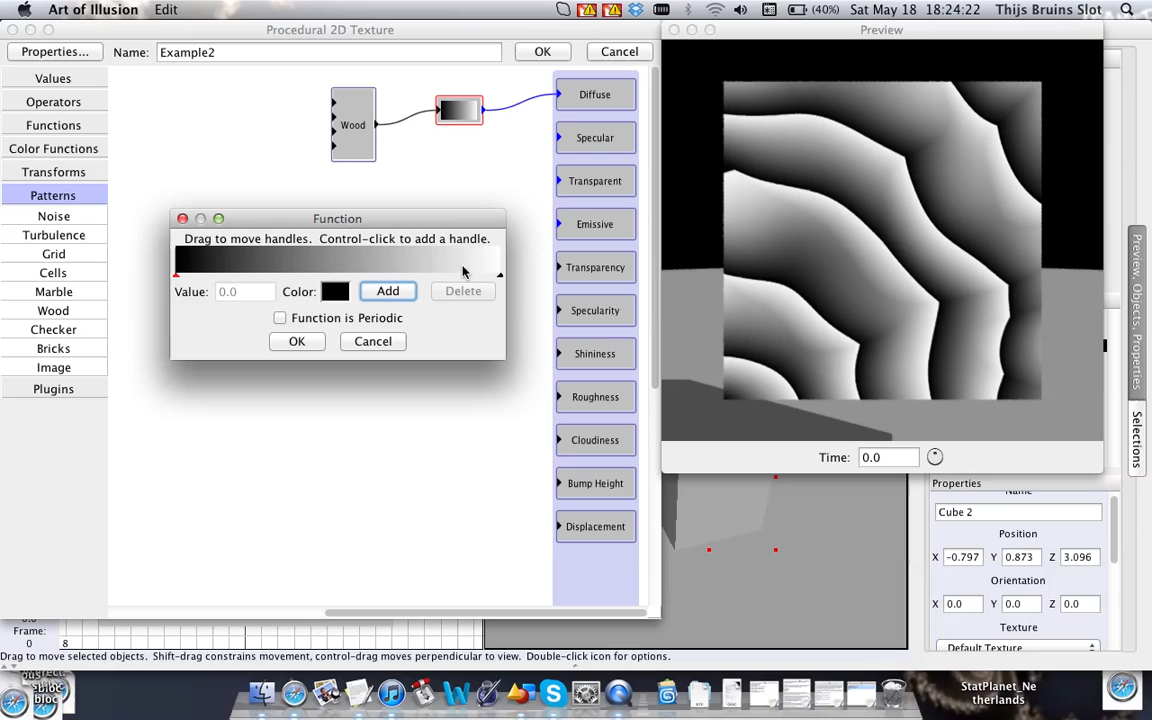 Art of Illusion Edit
(40%) Sat May 18 18:24:22 Thijs Bruins Slot
Procedural 2D Texture
Preview
Properties... Name: Example2 OK Cancel
Values
Operators
Functions
Color Functions
Transforms
Patterns
Noise
Turbulence
Grid
Cells
Marble
Wood
Checker
Bricks
Image
Plugins
Wood
Diffuse
Specular
Transparent
Emissive
Transparency
Specularity
Shininess
Roughness
Cloudiness
Bump Height
Displacement
Function
Drag to move handles. Control-click to add a handle.
Value: 0.0 Color: Add Delete
Function is Periodic
OK Cancel
Time: 0.0
Preview, Objects, Properties
Selections
Properties
Name
Cube 2
Position
X -0.797 Y 0.873 Z 3.096
Orientation
X 0.0 Y 0.0 Z 0.0
Texture
Default Texture
Frame:
0
8
Drag to move selected objects. Shift-drag constrains movement, control-drag moves perpendicular to view. Double-click icon for options.
StatPlanet_Ne
therlands